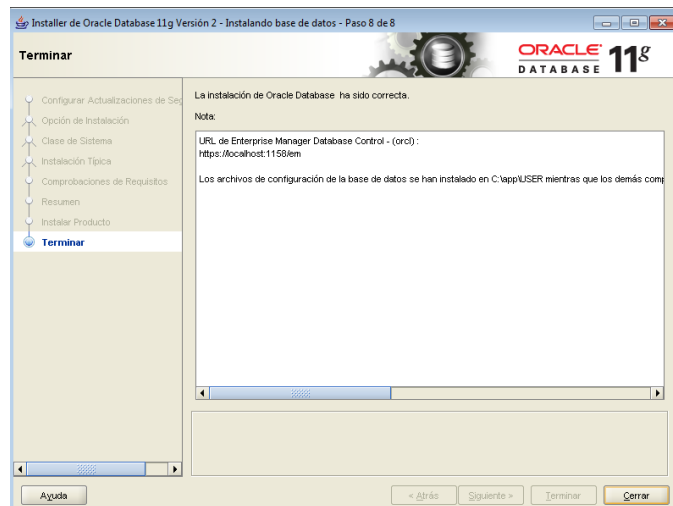 Installer de Oracle Database 11g Versión 2 - Instalando base de datos - Paso 8 de 8
Terminar
ORACLE
DATABASE
11g
Configurar Actualizaciones de Seg
Opción de Instalación
Clase de Sistema
Instalación Típica
Comprobaciones de Requisitos
Resumen
Instalar Producto
Terminar
La instalación de Oracle Database ha sido correcta.
Nota:
URL de Enterprise Manager Database Control - (orcl) :
https://localhost:1158/em
Los archivos de configuración de la base de datos se han instalado en C:\app\USER mientras que los demás comp
Ayuda
< Atrás
Siguiente >
Terminar
Cerrar